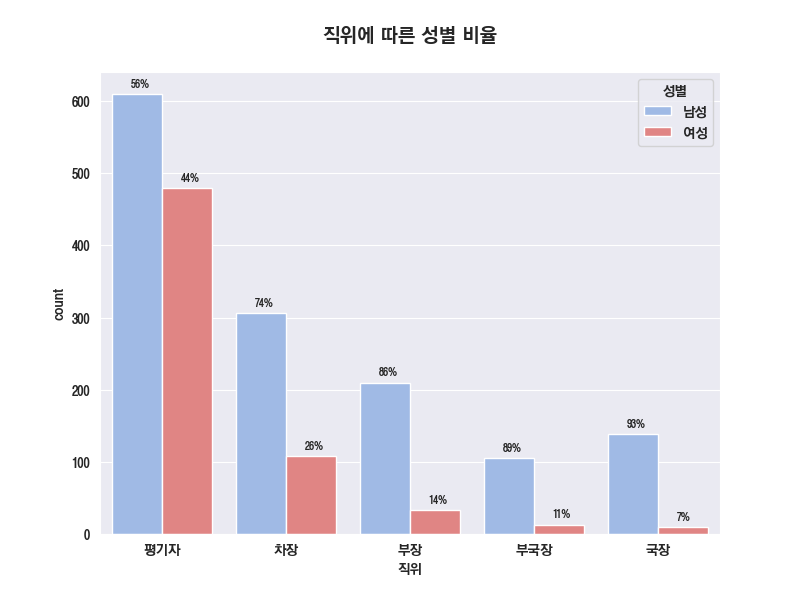 직위에 따른 성별 비율
성별
남성
여성
56%
44%
74%
26%
86%
14%
89%
11%
93%
7%
600
500
400
300
200
100
0
count
평기자 차장 부장 부국장 국장
직위